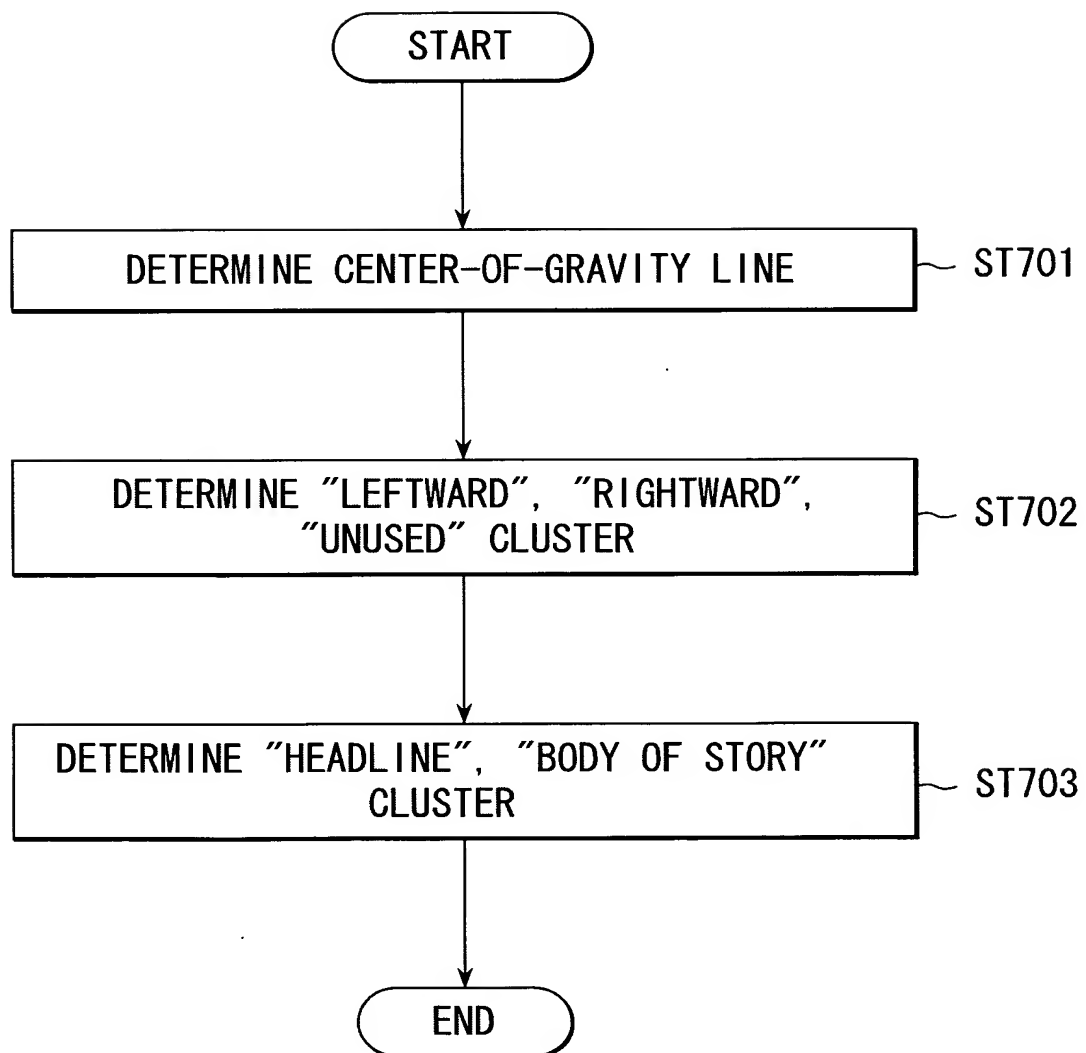 START
DETERMINE CENTER-OF-GRAVITY LINE
ST701
DETERMINE "LEFTWARD", "RIGHTWARD",
"UNUSED" CLUSTER
ST702
DETERMINE "HEADLINE", "BODY OF STORY"
CLUSTER
ST703
END